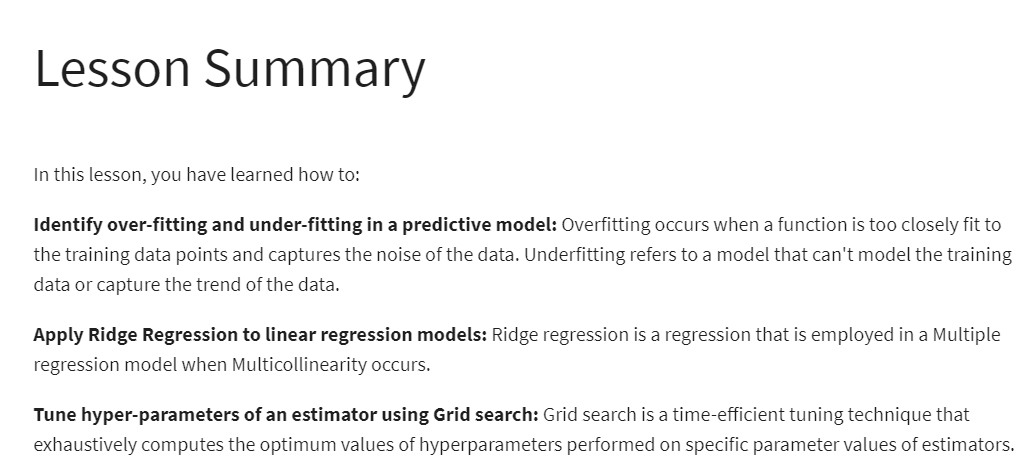 Lesson Summary
In this lesson, you have learned how to:
Identify over-fitting and under-fitting in a predictive model: Overfitting occurs when a function is too closely fit to
the training data points and captures the noise of the data. Underfitting refers to a model that can't model the training
data or capture the trend of the data.
Apply Ridge Regression to linear regression models: Ridge regression is a regression that is employed in a Multiple
regression model when Multicollinearity occurs.
Tune hyper-parameters of an estimator using Grid search: Grid search is a time-efficient tuning technique that
exhaustively computes the optimum values of hyperparameters performed on specific parameter values of estimators.